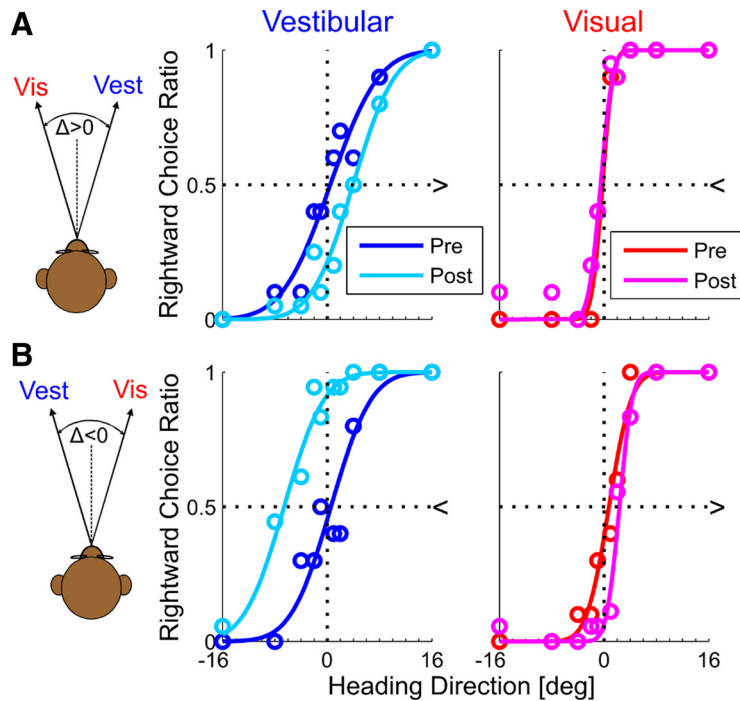 A
Vestibular
Visual
Vis
Vest
Δ>0
Rightward Choice Ratio
1
0.5
0
>
<
Pre
Post
Pre
Post
B
Vest
Vis
Δ<0
Rightward Choice Ratio
1
0.5
0
<
>
-16
0
16
-16
0
16
Heading Direction [deg]